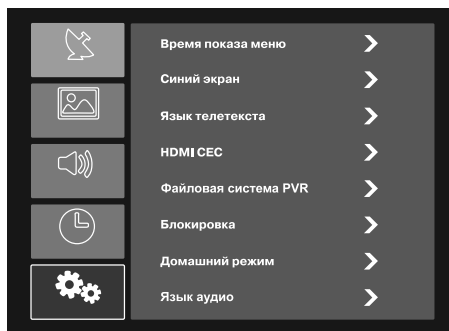 Время показа меню
Синий экран
Язык телетекста
HDMI CEC
Файловая система PVR
Блокировка
Домашний режим
Язык аудио